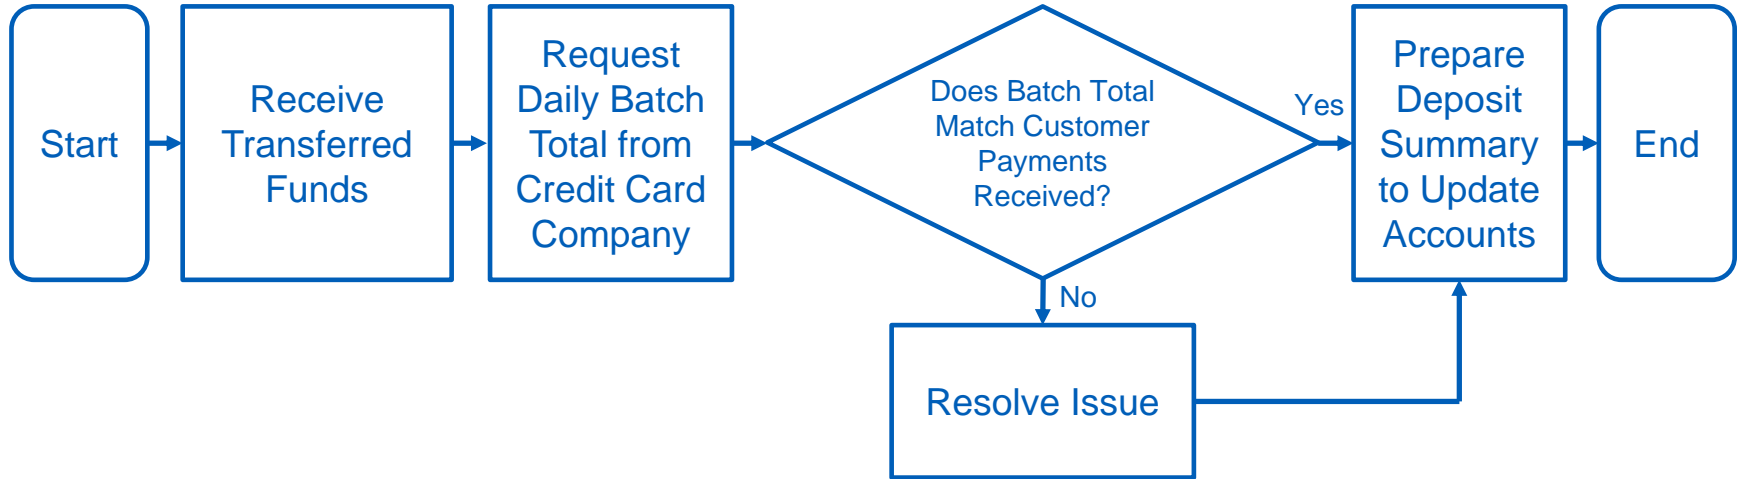 Start
Receive
Transferred
Funds
Request
Daily Batch
Total from
Credit Card
Company
Does Batch Total
Match Customer
Payments
Received?
Yes
No
Resolve Issue
Prepare
Deposit
Summary
to Update
Accounts
End